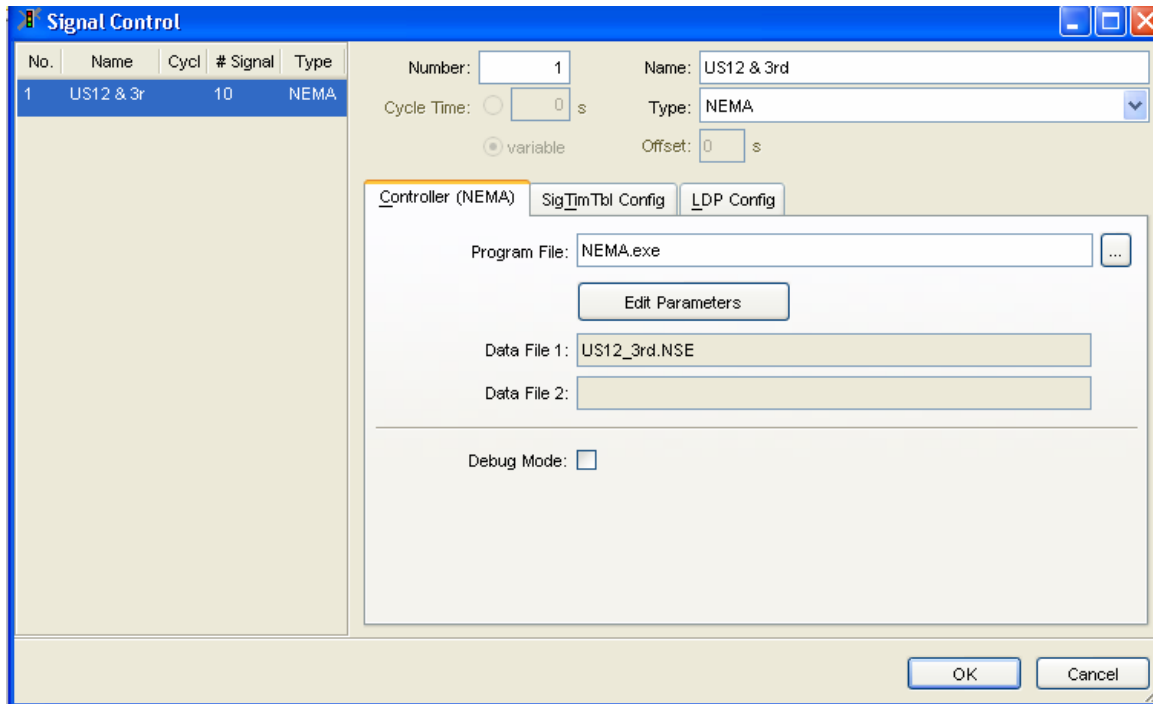 Signal Control
No. Name Cycl # Signal Type
1 US12 & 3r 10 NEMA
Number: 1 Name: US12 & 3rd
Cycle Time: 0 s Type: NEMA
variable Offset: 0 s
Controller (NEMA) SigTimTbl Config LDP Config
Program File: NEMA.exe ...
Edit Parameters
Data File 1: US12_3rd.NSE
Data File 2:
Debug Mode:
OK Cancel